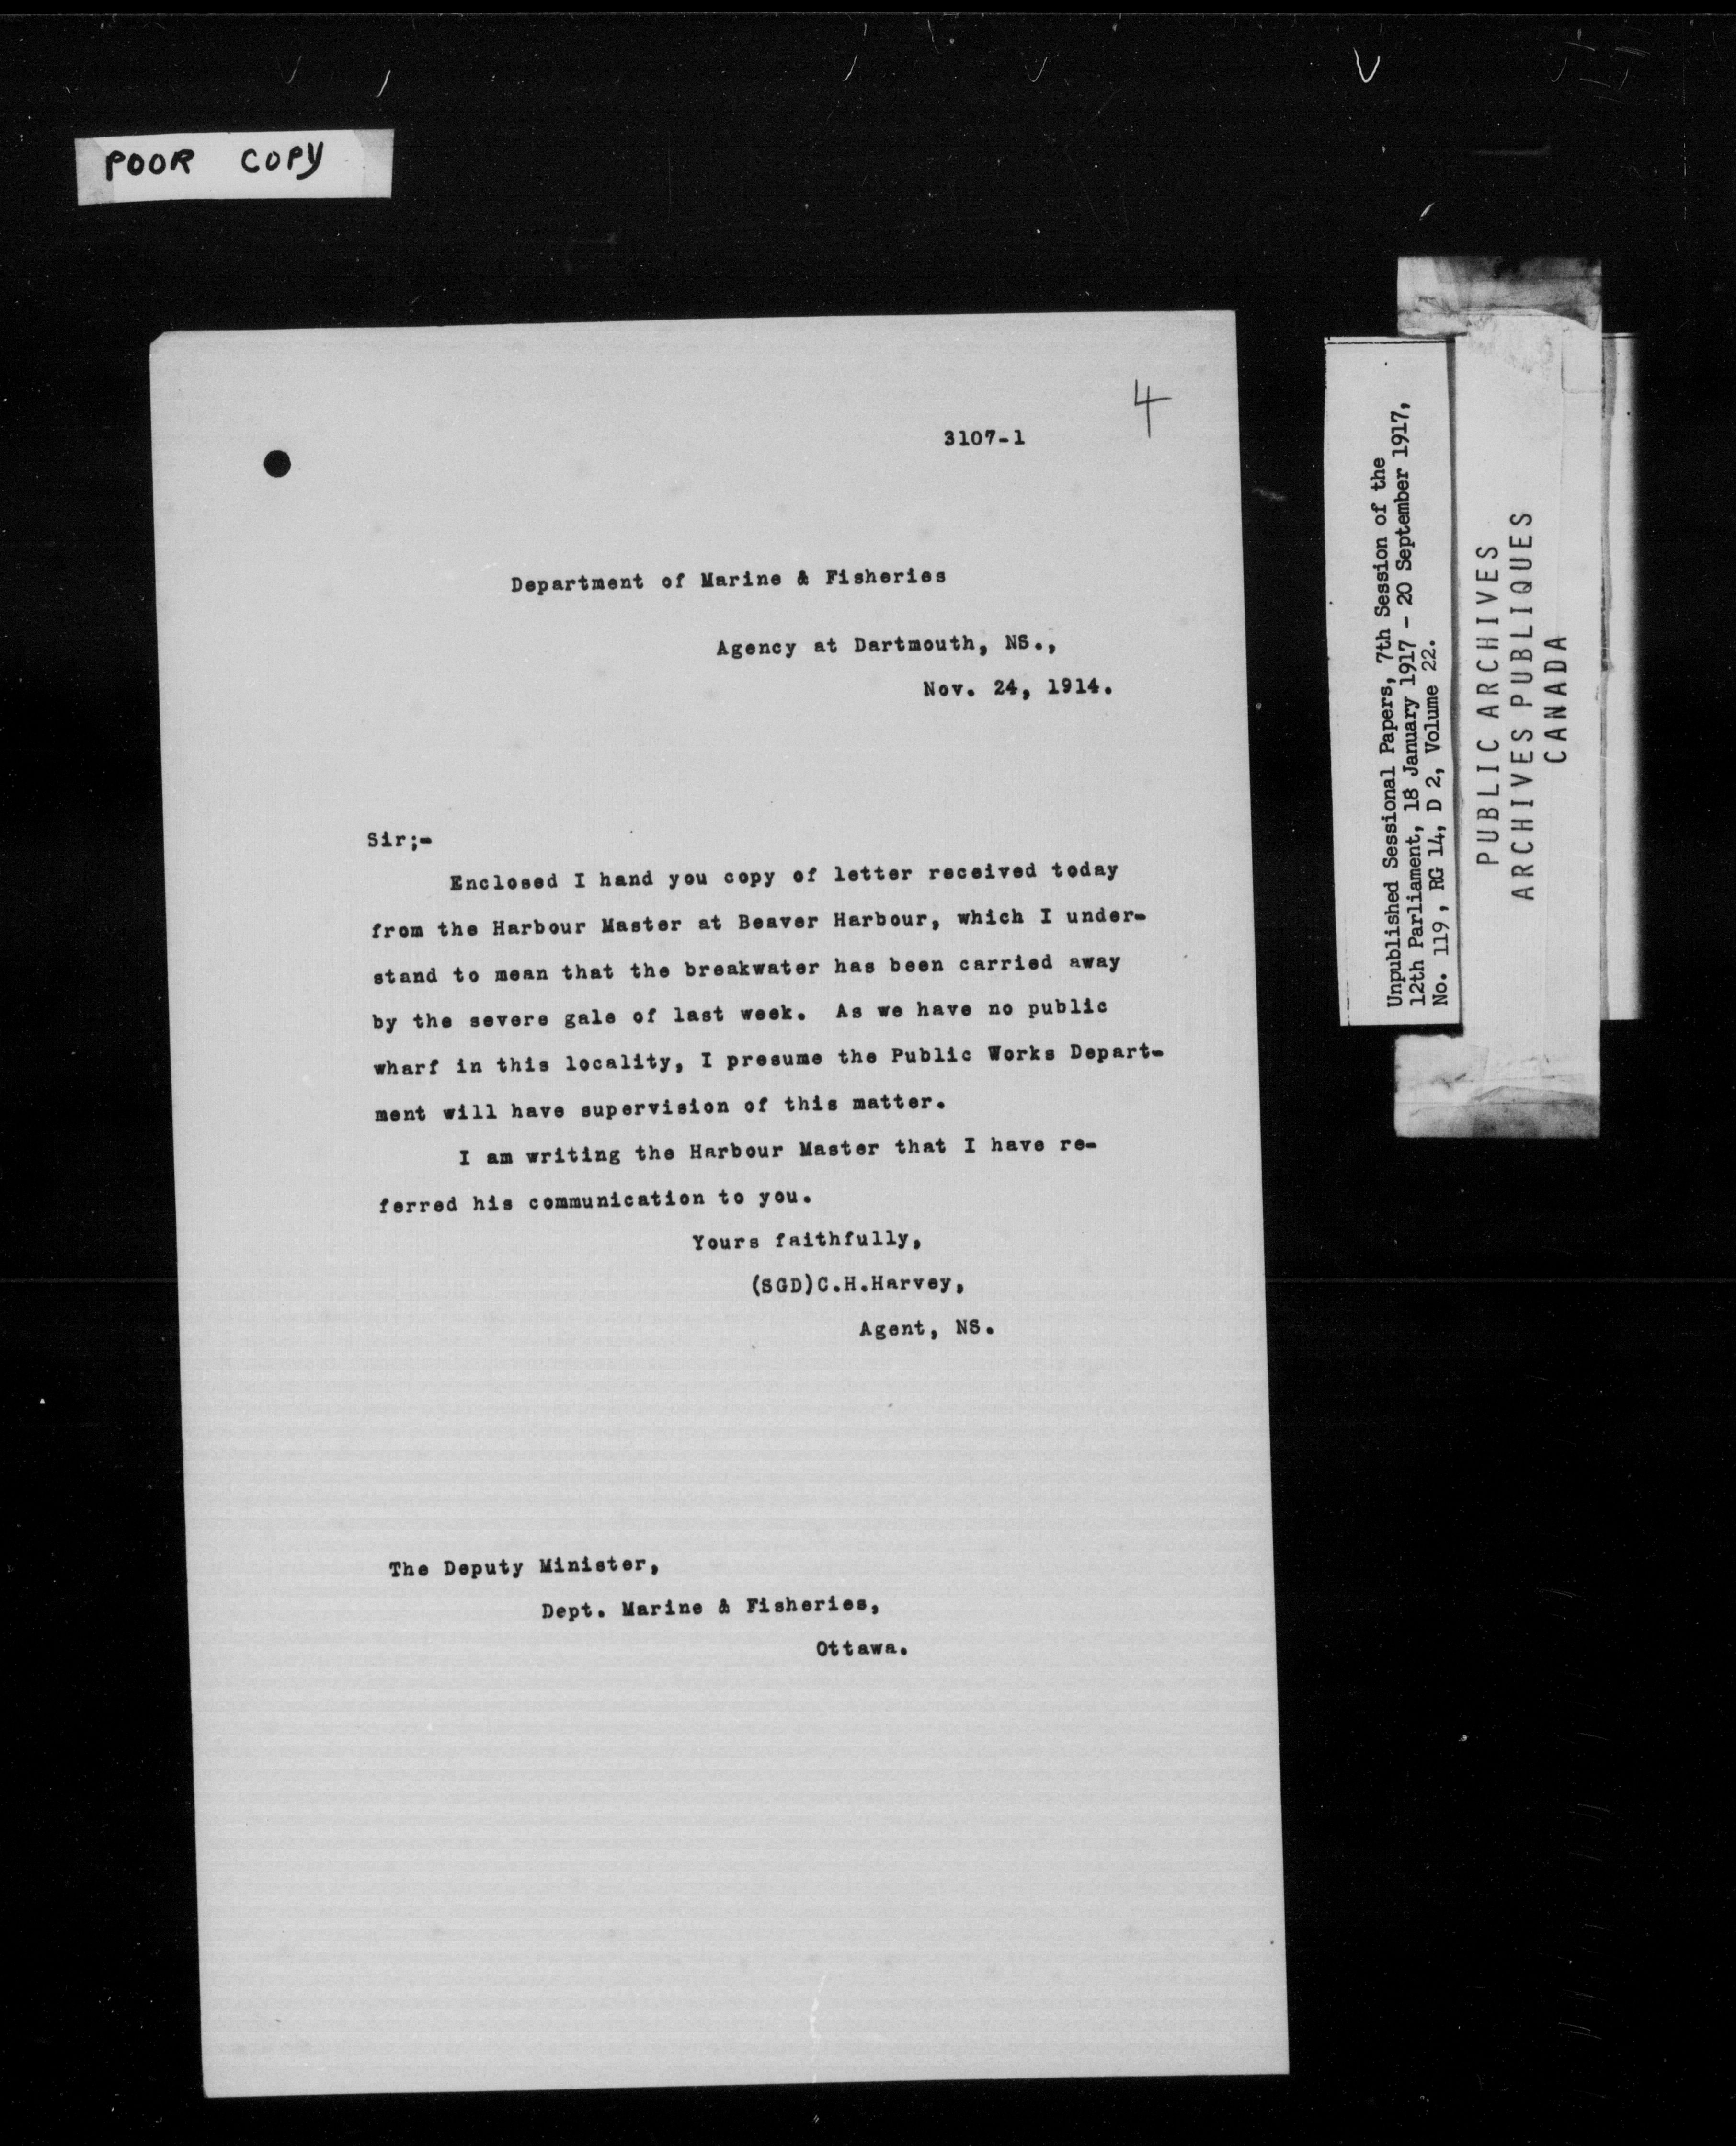 POOR COPY
4
3107-1
Department of Marine & Fisheries
Agency at Dartmouth, NS.,
Nov. 24, 1914.
Sir;-
Enclosed I hand you copy of letter received today
from the Harbour Master at Beaver Harbour, which I under-
stand to mean that the breakwater has been carried away
by the severe gale of last week. As we have no public
wharf in this locality, I presume the Public Works Depart-
ment will have supervision of this matter.
I am writing the Harbour Master that I have re-
ferred his communication to you.
Yours faithfully,
(SGD)C.H.Harvey,
Agent, NS.
The Deputy Minister,
Dept. Marine & Fisheries,
Ottawa.
Unpublished Sessional Papers, 7th Session of the
12th Parliament, 18 January 1917 - 20 September 1917,
No. 119, RG 14, D 2, Volume 22.
PUBLIC ARCHIVES
ARCHIVES PUBLIQUES
CANADA